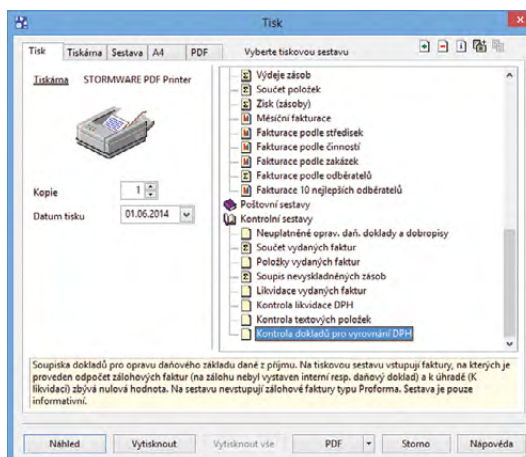 Tisk
Tisk Tiskárna Sestava A4 PDF Vyberte tiskovou sestavu
Tiskárna STORMWARE PDF Printer
Výdeje zásob
Součet položek
Zisk (zásoby)
Měsíční fakturace
Fakturace podle středisek
Fakturace podle činností
Fakturace podle zakázek
Fakturace podle odběratelů
Fakturace 10 nejlepších odběratelů
Poštovní sestavy
Kontrolní sestavy
Neuplatněné oprav. daň. doklady a dobropisy
Součet vydaných faktur
Položky vydaných faktur
Soupis nevyskladněných zásob
Likvidace vydaných faktur
Kontrola likvidace DPH
Kontrola textových položek
Kontrola dokladů pro vyrovnání DPH
Kopie 1
Datum tisku 01.06.2014
Soupiska dokladů pro opravu daňového základu daně z příjmu. Na tiskovou sestavu vstupují faktury, na kterých je
proveden odpočet zálohových faktur (na zálohu nebyl vystaven interní resp. daňový doklad) a k úhradě (K
likvidaci) zbývá nulová hodnota. Na sestavu nevstupují zálohové faktury typu Proforma. Sestava je pouze
informativní.
Náhled Vytisknout Vytisknout vše PDF Storno Nápověda